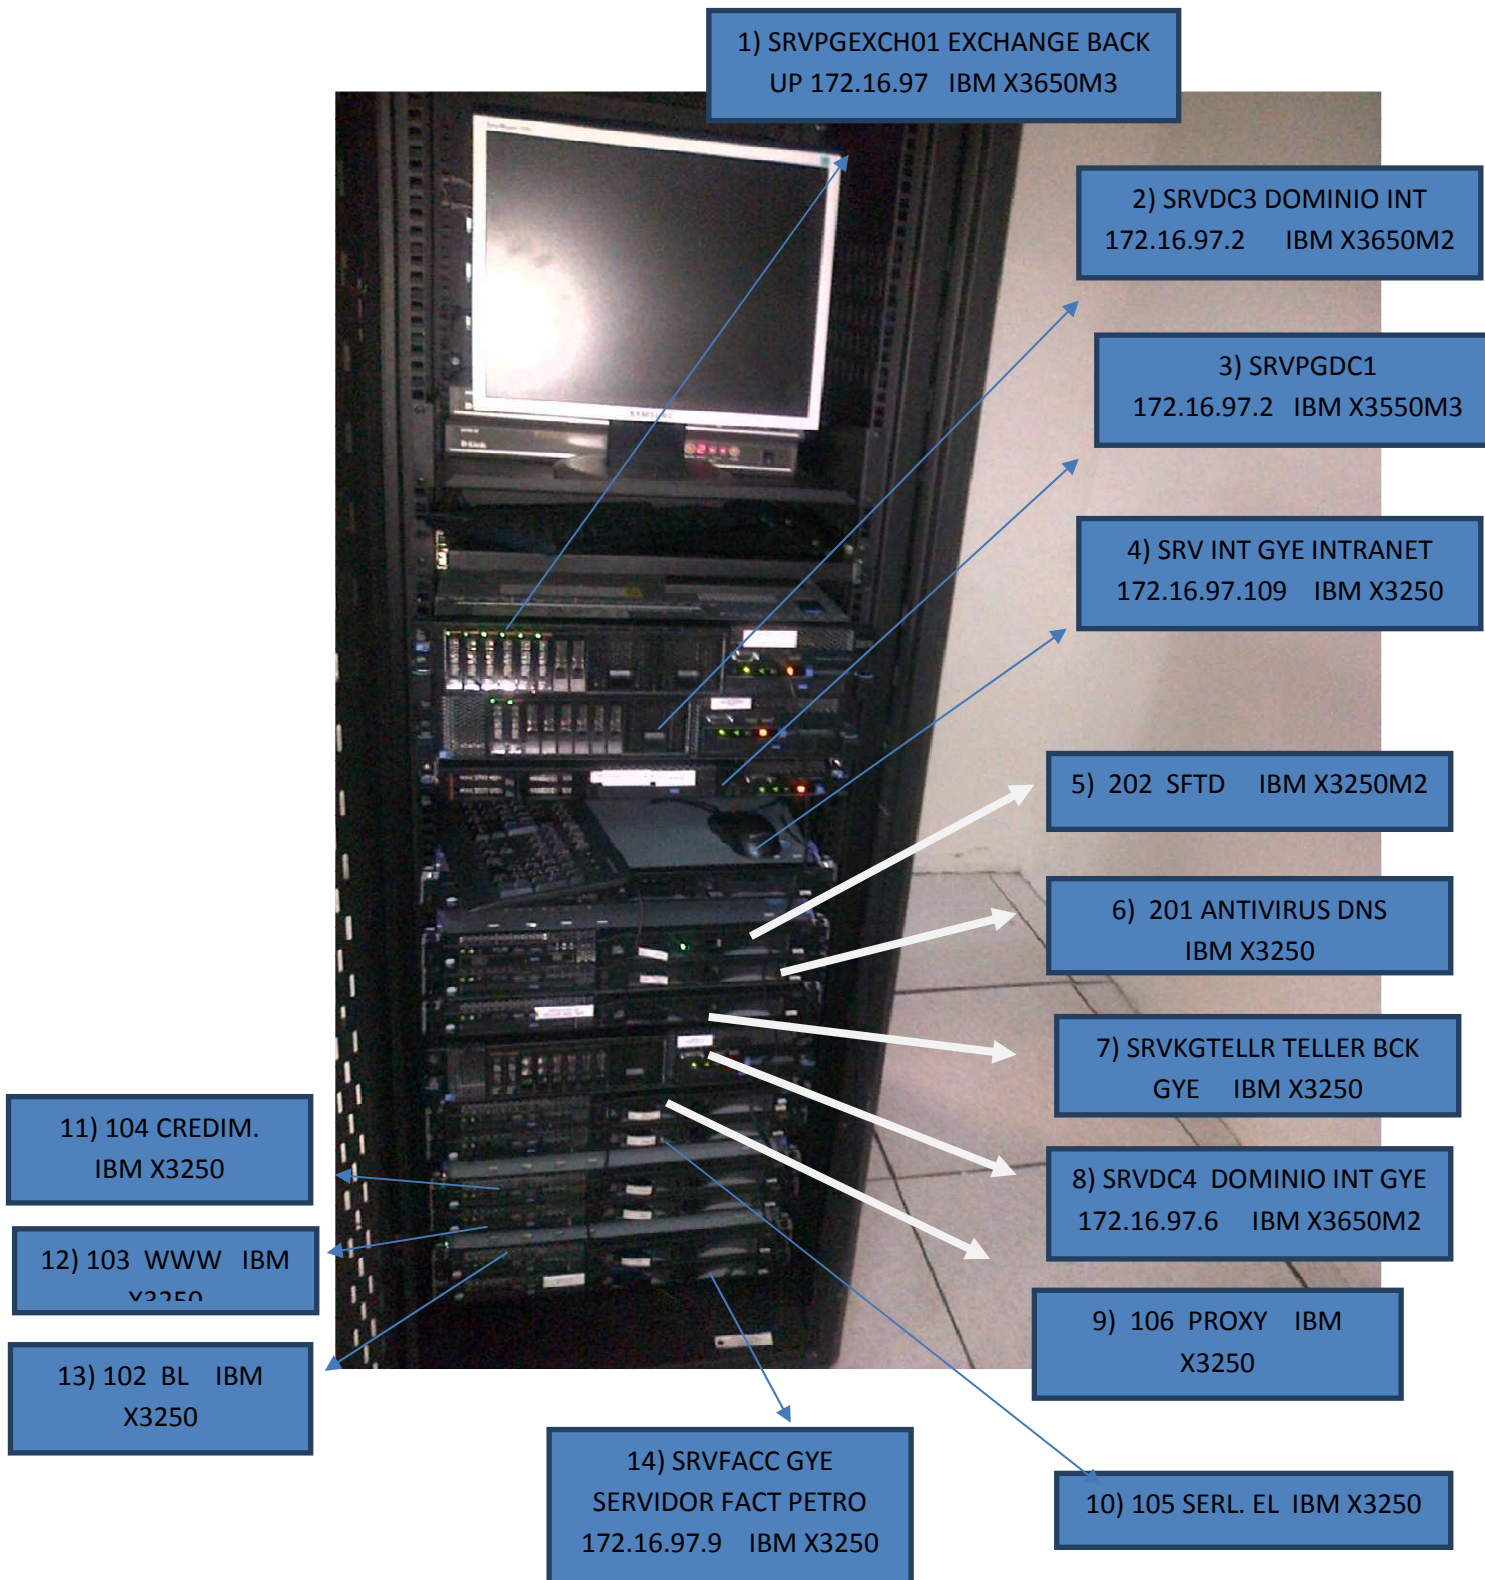 1) SRVPGEXCH01 EXCHANGE BACK
UP 172.16.97 IBM X3650M3
2) SRVDC3 DOMINIO INT
172.16.97.2 IBM X3650M2
3) SRVPGDC1
172.16.97.2 IBM X3550M3
4) SRV INT GYE INTRANET
172.16.97.109 IBM X3250
5) 202 SFTD IBM X3250M2
6) 201 ANTIVIRUS DNS
IBM X3250
7) SRVKGTELLR TELLER BCK
GYE IBM X3250
8) SRVDC4 DOMINIO INT GYE
172.16.97.6 IBM X3650M2
9) 106 PROXY IBM
X3250
10) 105 SERL. EL IBM X3250
11) 104 CREDIM.
IBM X3250
12) 103 WWW IBM
X3250
13) 102 BL IBM
X3250
14) SRVFACC GYE
SERVIDOR FACT PETRO
172.16.97.9 IBM X3250
SAMSUNG
D-Link